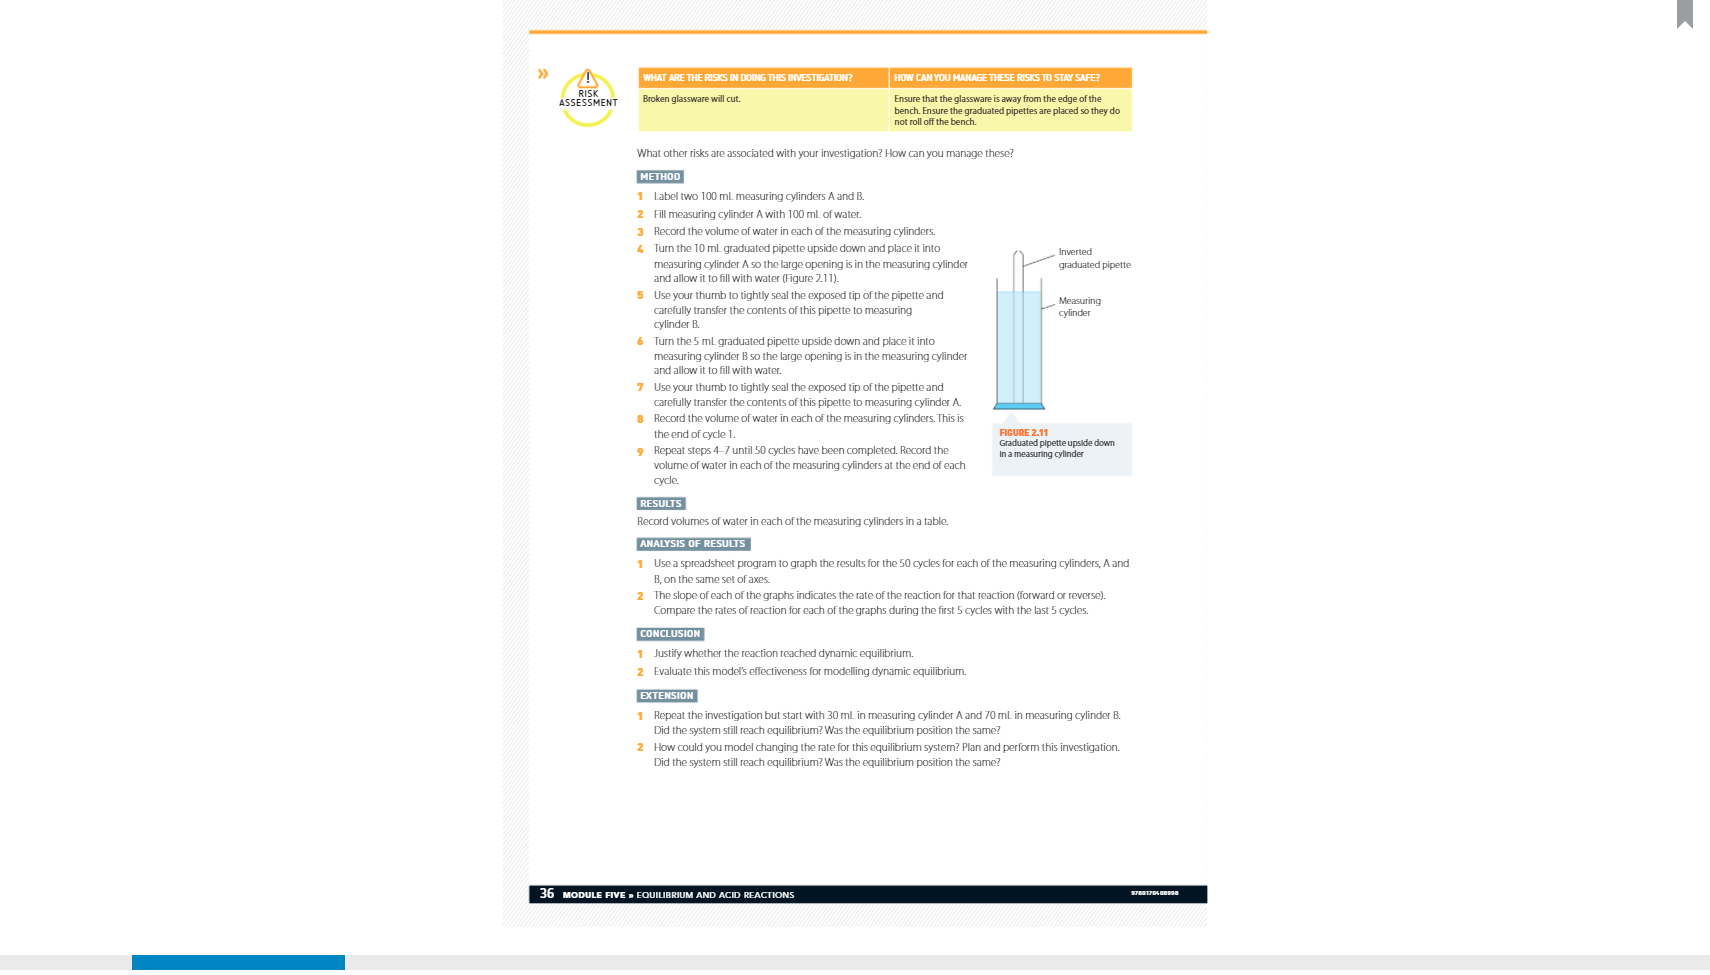 »
!
RISK
ASSESSMENT
WHAT ARE THE RISKS IN DOING THIS INVESTIGATION?
HOW CAN YOU MANAGE THESE RISKS TO STAY SAFE?
Broken glassware will cut.
Ensure that the glassware is away from the edge of the
bench. Ensure the graduated pipettes are placed so they do
not roll off the bench.
What other risks are associated with your investigation? How can you manage these?
METHOD
1 Label two 100 mL measuring cylinders A and B.
2 Fill measuring cylinder A with 100 mL of water.
3 Record the volume of water in each of the measuring cylinders.
4 Turn the 10 mL graduated pipette upside down and place it into
measuring cylinder A so the large opening is in the measuring cylinder
and allow it to fill with water (Figure 2.11).
5 Use your thumb to tightly seal the exposed tip of the pipette and
carefully transfer the contents of this pipette to measuring
cylinder B.
6 Turn the 5 mL graduated pipette upside down and place it into
measuring cylinder B so the large opening is in the measuring cylinder
and allow it to fill with water.
7 Use your thumb to tightly seal the exposed tip of the pipette and
carefully transfer the contents of this pipette to measuring cylinder A.
8 Record the volume of water in each of the measuring cylinders. This is
the end of cycle 1.
9 Repeat steps 4–7 until 50 cycles have been completed. Record the
volume of water in each of the measuring cylinders at the end of each
cycle.
Inverted
graduated pipette
Measuring
cylinder
FIGURE 2.11
Graduated pipette upside down
in a measuring cylinder
RESULTS
Record volumes of water in each of the measuring cylinders in a table.
ANALYSIS OF RESULTS
1 Use a spreadsheet program to graph the results for the 50 cycles for each of the measuring cylinders, A and
B, on the same set of axes.
2 The slope of each of the graphs indicates the rate of the reaction for that reaction (forward or reverse).
Compare the rates of reaction for each of the graphs during the first 5 cycles with the last 5 cycles.
CONCLUSION
1 Justify whether the reaction reached dynamic equilibrium.
2 Evaluate this model's effectiveness for modelling dynamic equilibrium.
EXTENSION
1 Repeat the investigation but start with 30 mL in measuring cylinder A and 70 mL in measuring cylinder B.
Did the system still reach equilibrium? Was the equilibrium position the same?
2 How could you model changing the rate for this equilibrium system? Plan and perform this investigation.
Did the system still reach equilibrium? Was the equilibrium position the same?
36 MODULE FIVE » EQUILIBRIUM AND ACID REACTIONS
9780170408998